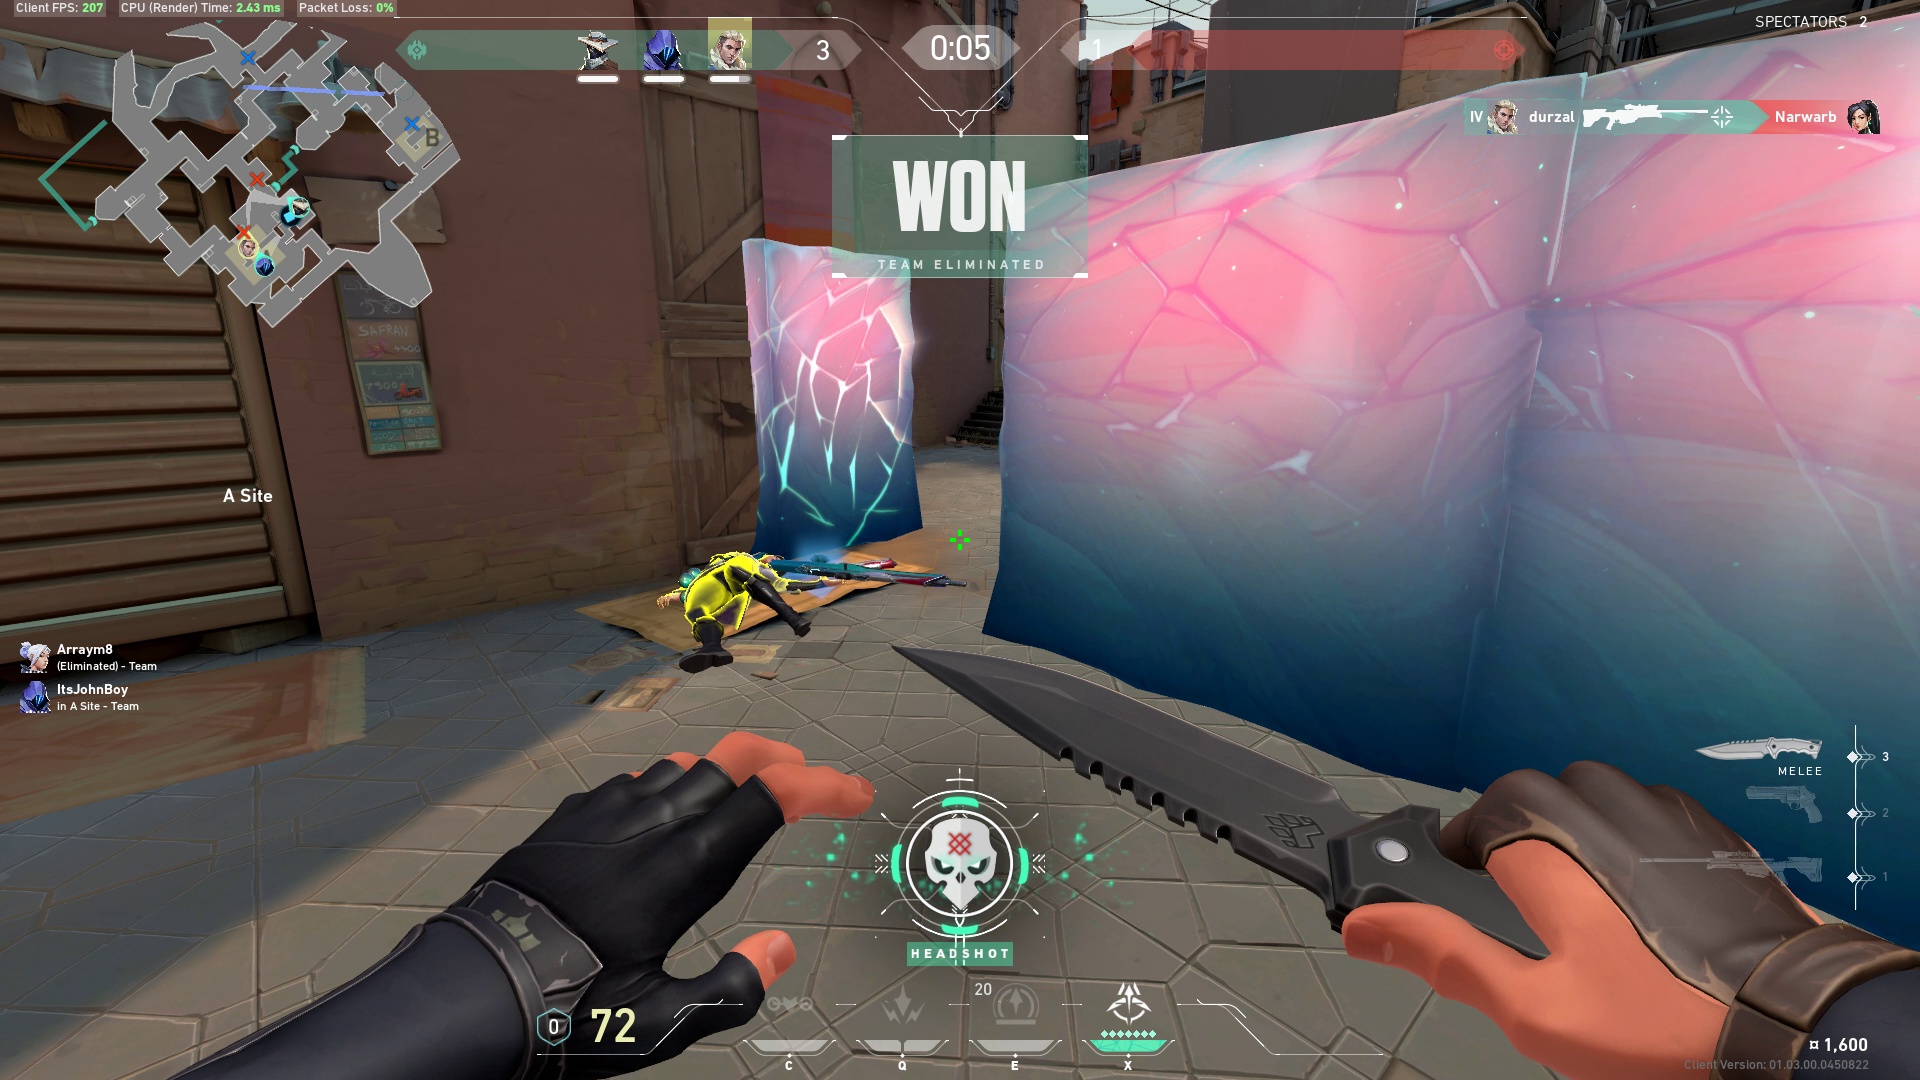 Client FPS: 207 CPU (Render) Time: 2.43 ms Packet Loss: 0%
SPECTATORS 2
3 0:05 1
IV durzal Narwarb
B
WON
TEAM ELIMINATED
SAFRAN
A Site
Arraym8
(Eliminated) - Team
ItsJohnBoy
in A Site - Team
3
MELEE
2
1
HEADSHOT
20
0 72
C Q E X
¤ 1,600
Client Version: 01.03.00.0450822